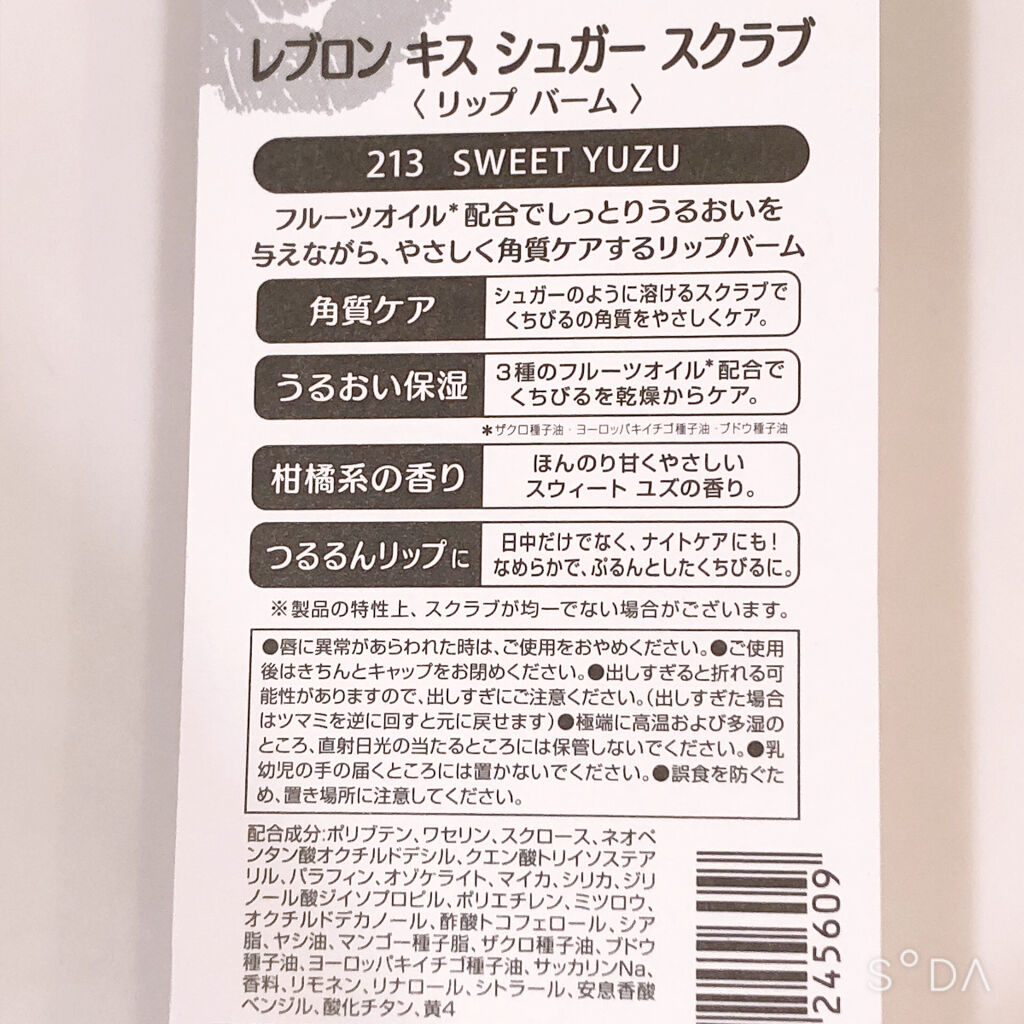 レブロン キス シュガー スクラブ
〈 リップ バーム 〉
213 SWEET YUZU
フルーツオイル*配合でしっとりうるおいを
与えながら、やさしく角質ケアするリップバーム
角質ケア
シュガーのように溶けるスクラブで
くちびるの角質をやさしくケア。
うるおい保湿
3種のフルーツオイル*配合で
くちびるを乾燥からケア。
*ザクロ種子油・ヨーロッパキイチゴ種子油・ブドウ種子油
柑橘系の香り
ほんのり甘くやさしい
スウィート ユズの香り。
つるるんリップに
日中だけでなく、ナイトケアにも!
なめらかで、ぷるんとしたくちびるに。
※製品の特性上、スクラブが均一でない場合がございます。
●唇に異常があらわれた時は、ご使用をおやめください。●ご使用
後はきちんとキャップをお閉めください。●出しすぎると折れる可
能性がありますので、出しすぎにご注意ください。(出しすぎた場合
はツマミを逆に回すと元に戻せます)●極端に高温および多湿の
ところ、直射日光の当たるところには保管しないでください。●乳
幼児の手の届くところには置かないでください。●誤食を防ぐた
め、置き場所に注意してください。
配合成分:ポリブテン、ワセリン、スクロース、ネオペ
ンタン酸オクチルドデシル、クエン酸トリイソステア
リル、パラフィン、オゾケライト、マイカ、シリカ、ジリ
ノール酸ジイソプロピル、ポリエチレン、ミツロウ、
オクチルドデカノール、酢酸トコフェロール、シア
脂、ヤシ油、マンゴー種子脂、ザクロ種子油、ブドウ
種子油、ヨーロッパキイチゴ種子油、サッカリンNa、
香料、リモネン、リナロール、シトラール、安息香酸
ベンジル、酸化チタン、黄4
245609
SODA